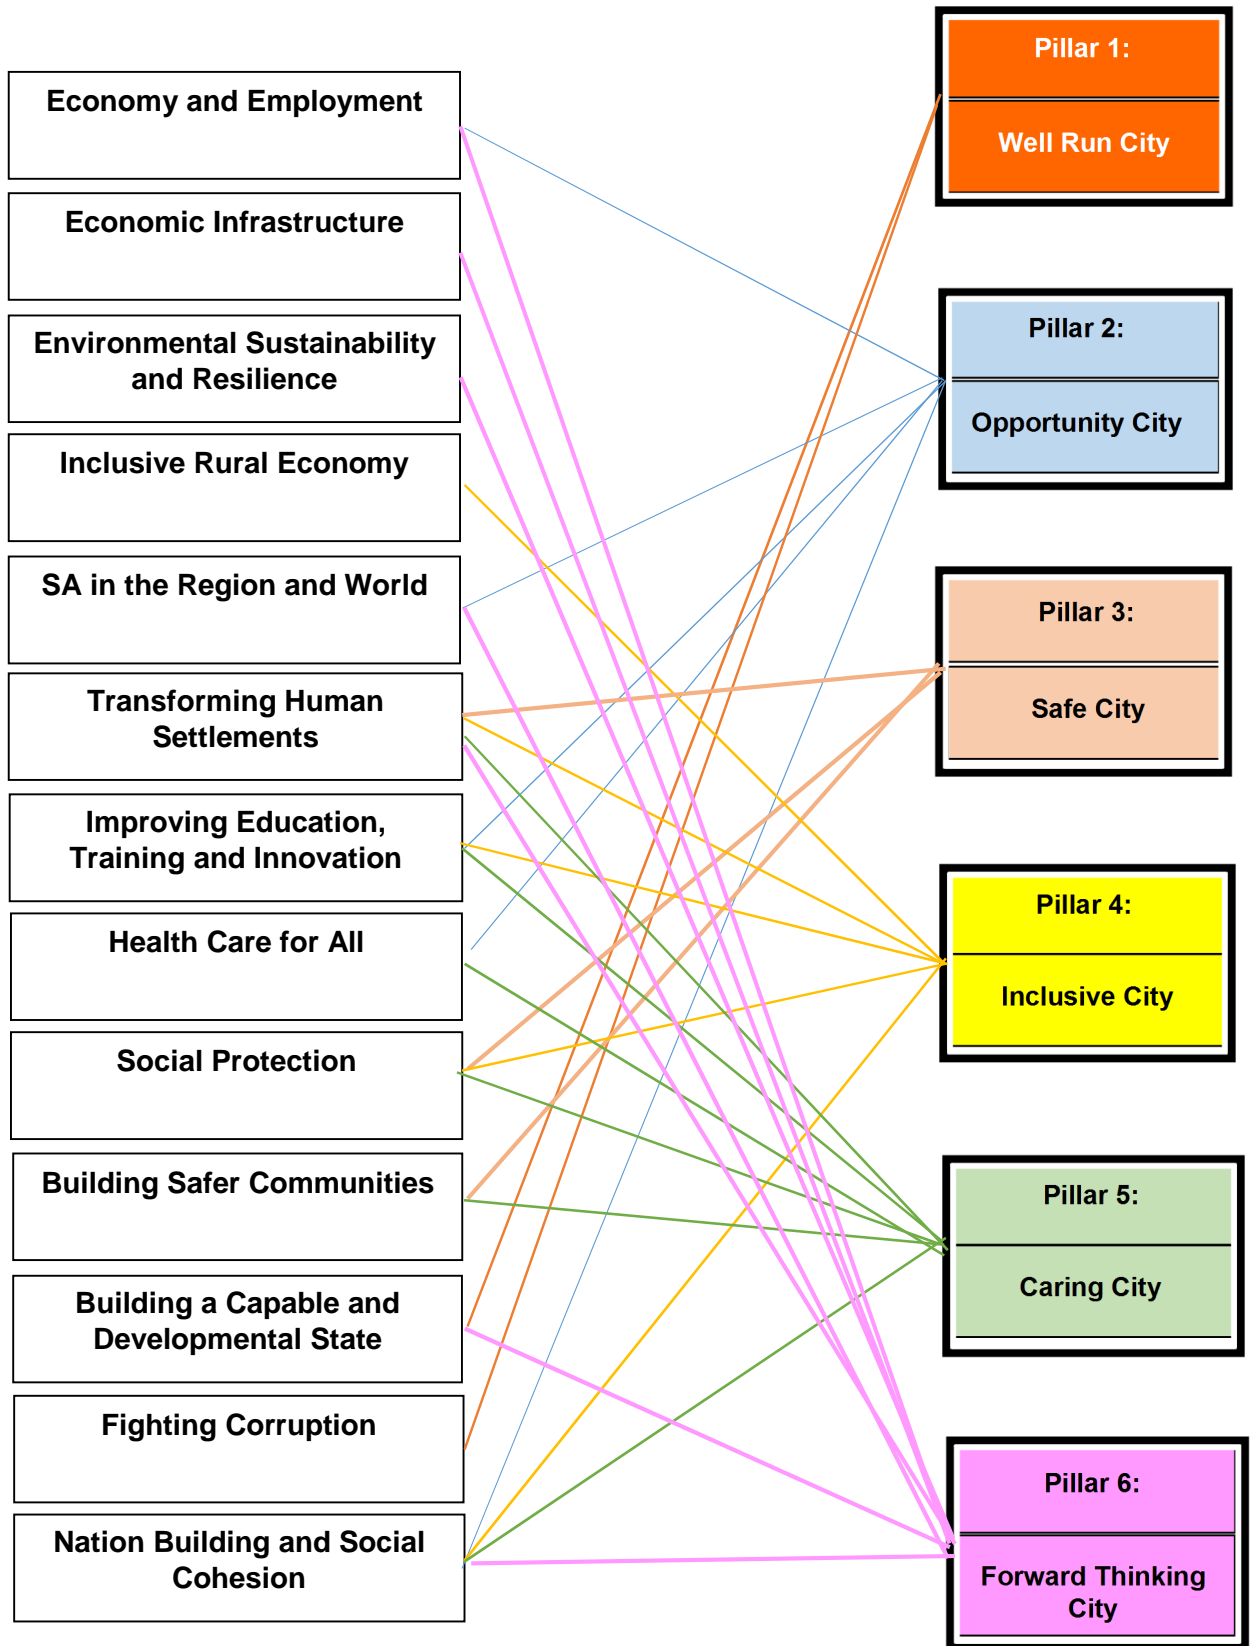 Economy and Employment
Economic Infrastructure
Environmental Sustainability
and Resilience
Inclusive Rural Economy
SA in the Region and World
Transforming Human
Settlements
Improving Education,
Training and Innovation
Health Care for All
Social Protection
Building Safer Communities
Building a Capable and
Developmental State
Fighting Corruption
Nation Building and Social
Cohesion
Pillar 1:
Well Run City
Pillar 2:
Opportunity City
Pillar 3:
Safe City
Pillar 4:
Inclusive City
Pillar 5:
Caring City
Pillar 6:
Forward Thinking
City